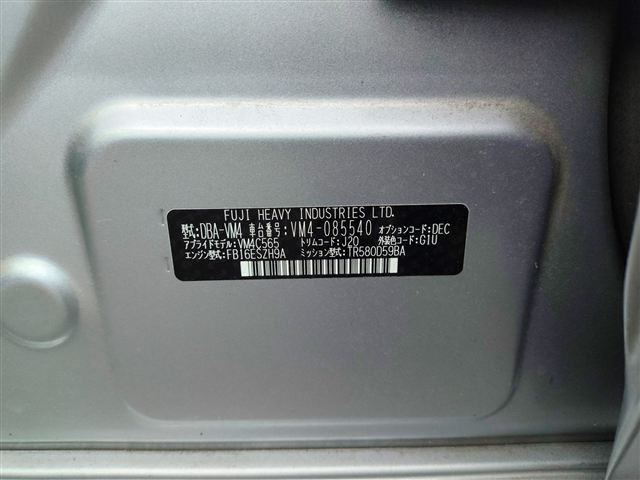 FUJI HEAVY INDUSTRIES LTD.
型式:DBA-VM4 車台番号:VM4-085540 オプションコード:DEC
アプライドモデル:VM4C565 トリムコード:J20 外装色コード:G1U
エンジン型式:FB16ESZH9A ミッション型式:TR580D59BA